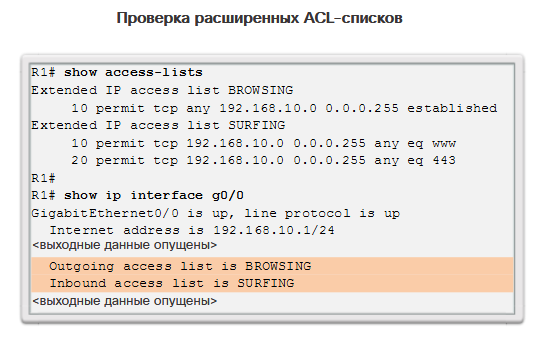 Проверка расширенных ACL-списков
R1# show access-lists
Extended IP access list BROWSING
10 permit tcp any 192.168.10.0 0.0.0.255 established
Extended IP access list SURFING
10 permit tcp 192.168.10.0 0.0.0.255 any eq www
20 permit tcp 192.168.10.0 0.0.0.255 any eq 443
R1#
R1# show ip interface g0/0
GigabitEthernet0/0 is up, line protocol is up
Internet address is 192.168.10.1/24
<выходные данные опущены>
Outgoing access list is BROWSING
Inbound access list is SURFING
<выходные данные опущены>